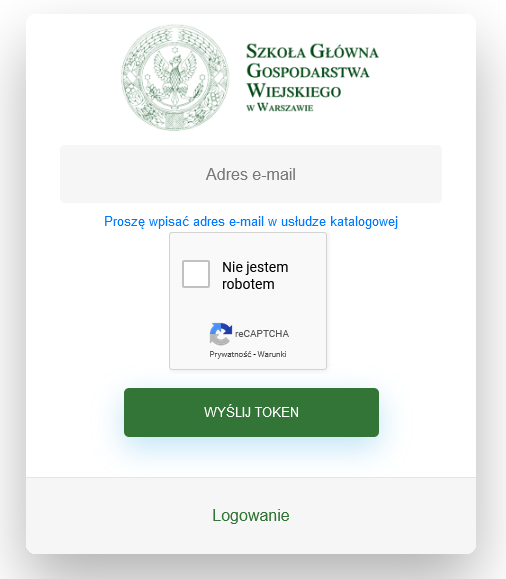 SZKOŁA GŁÓWNA
GOSPODARSTWA
WIEJSKIEGO
W WARSZAWIE
Adres e-mail
Proszę wpisać adres e-mail w usłudze katalogowej
Nie jestem
robotem
reCAPTCHA
Prywatność - Warunki
WYŚLIJ TOKEN
Logowanie